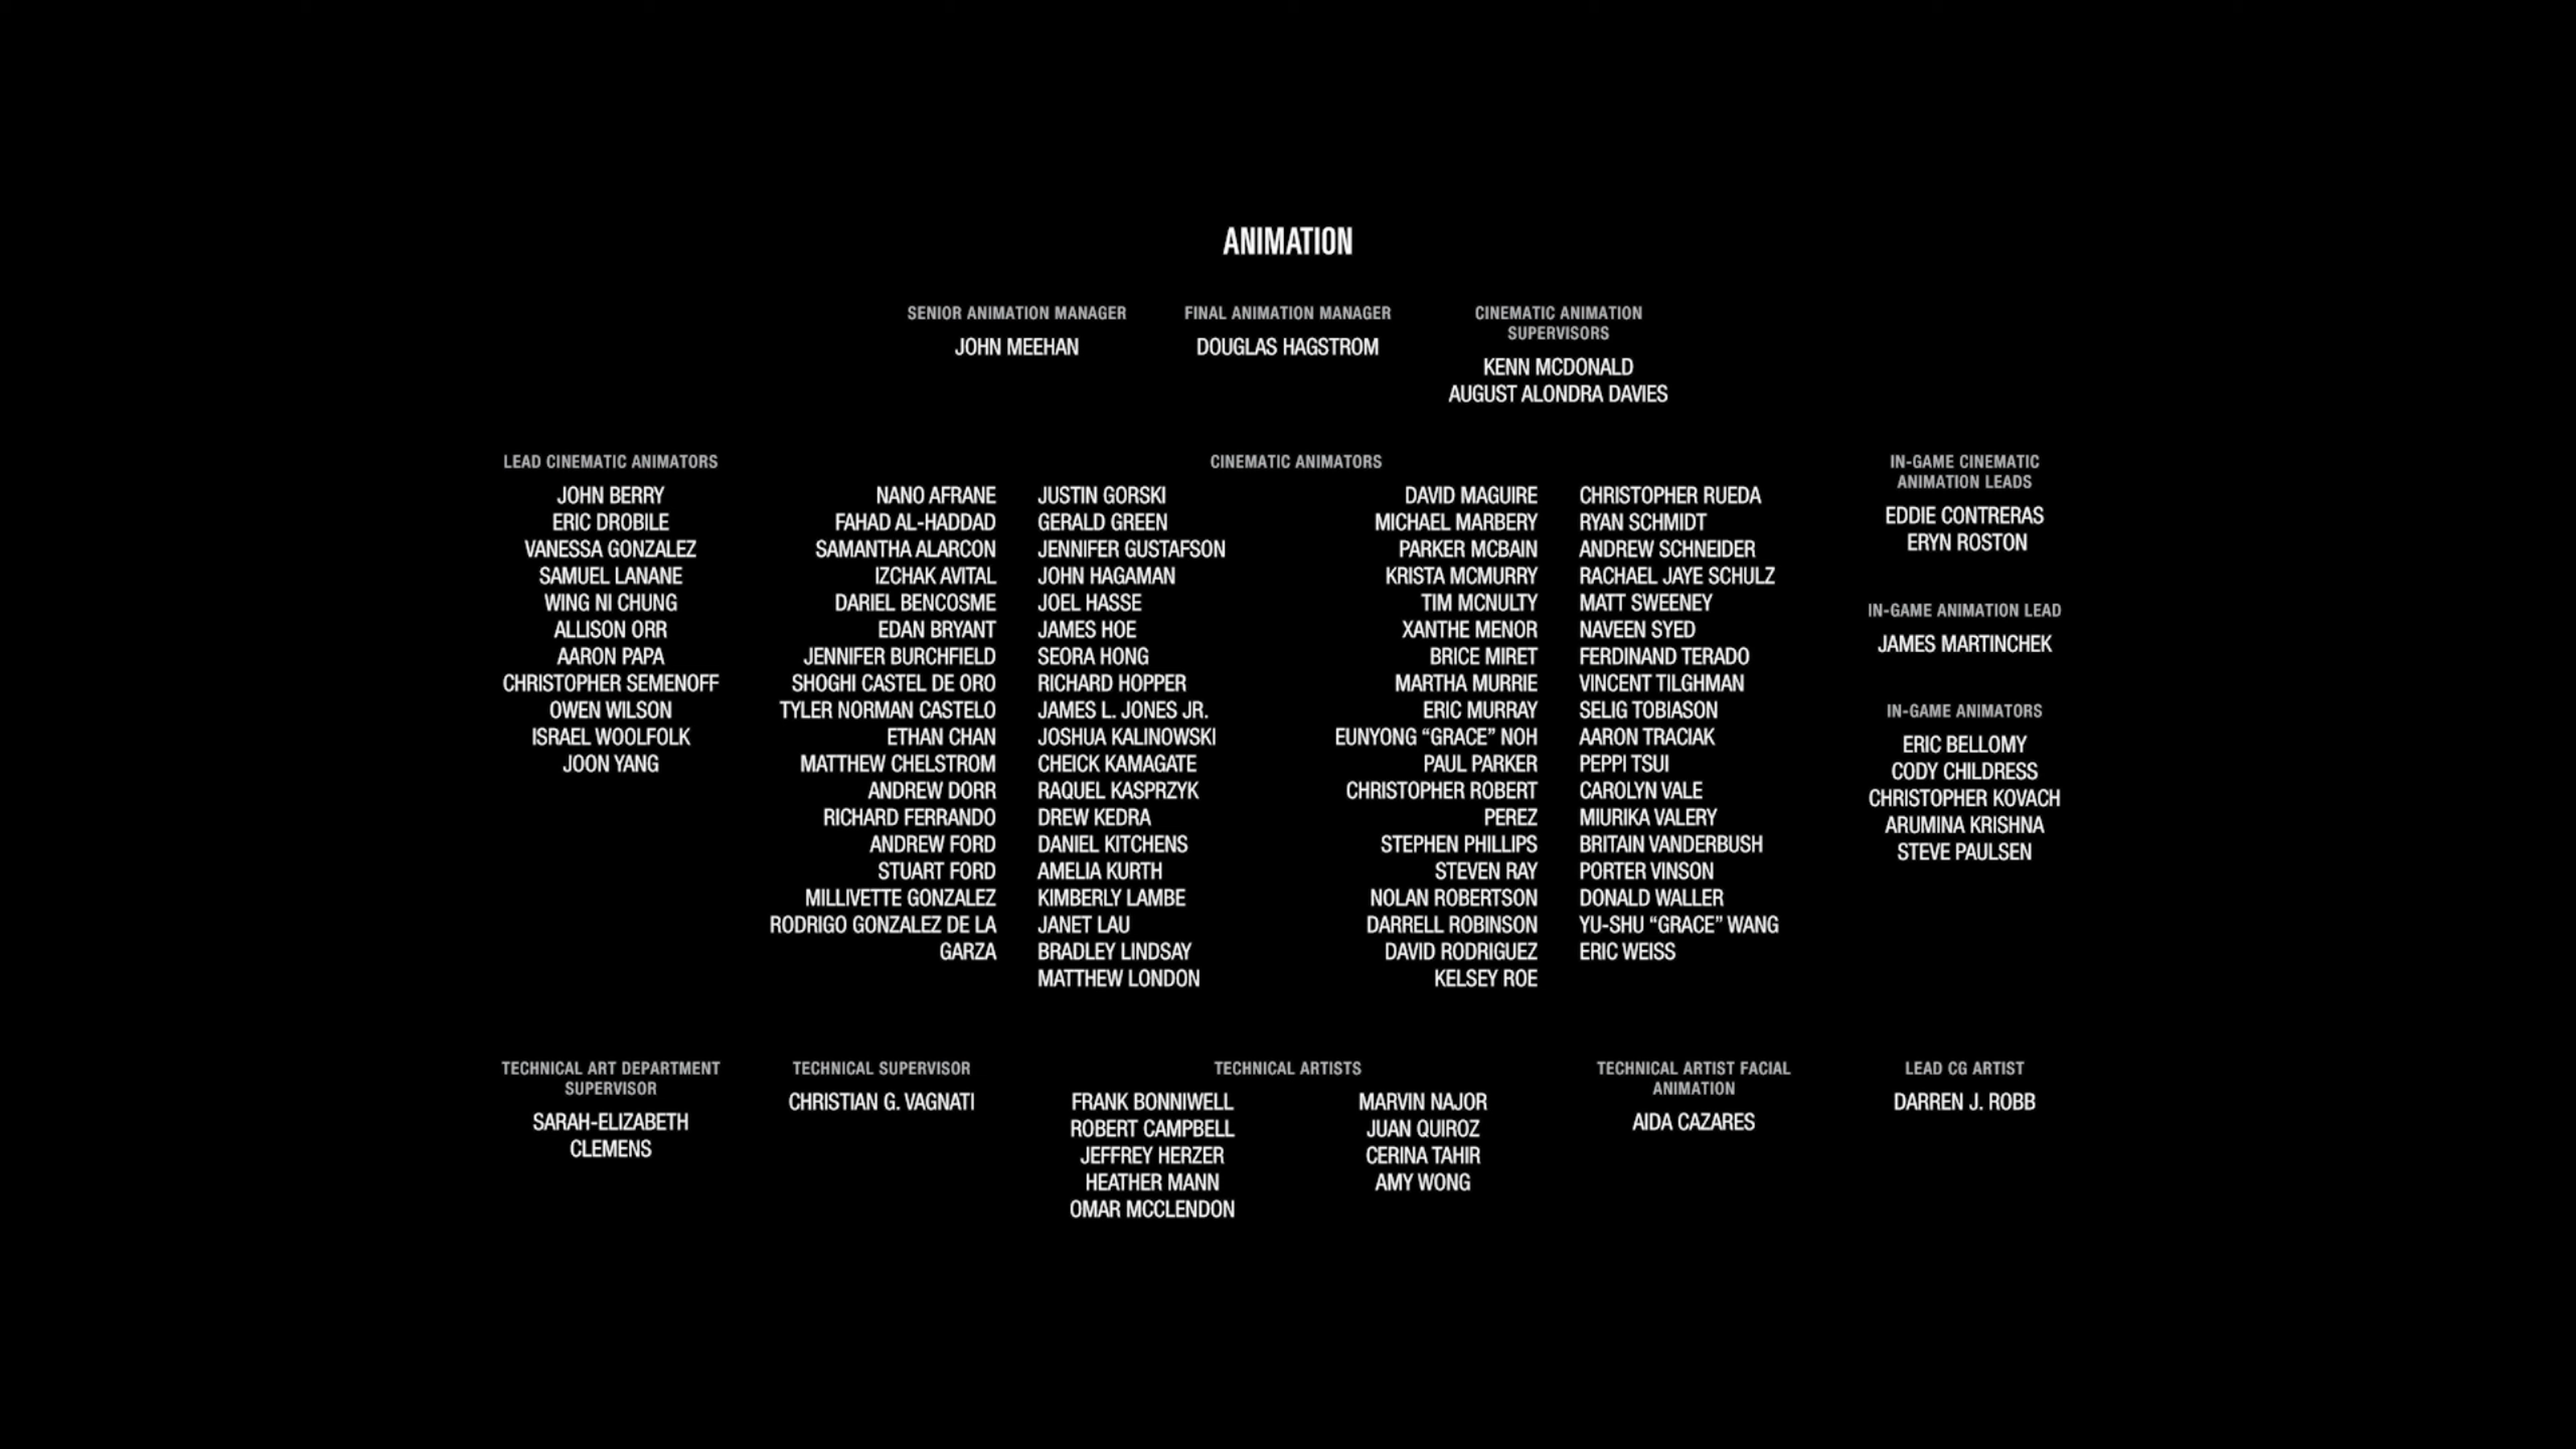 ANIMATION
SENIOR ANIMATION MANAGER
JOHN MEEHAN
FINAL ANIMATION MANAGER
DOUGLAS HAGSTROM
CINEMATIC ANIMATION
SUPERVISORS
KENN MCDONALD
AUGUST ALONDRA DAVIES
LEAD CINEMATIC ANIMATORS
JOHN BERRY
ERIC DROBILE
VANESSA GONZALEZ
SAMUEL LANANE
WING NI CHUNG
ALLISON ORR
AARON PAPA
CHRISTOPHER SEMENOFF
OWEN WILSON
ISRAEL WOOLFOLK
JOON YANG
CINEMATIC ANIMATORS
NANO AFRANE
FAHAD AL-HADDAD
SAMANTHA ALARCON
IZCHAK AVITAL
DARIEL BENCOSME
EDAN BRYANT
JENNIFER BURCHFIELD
SHOGHI CASTEL DE ORO
TYLER NORMAN CASTELO
ETHAN CHAN
MATTHEW CHELSTROM
ANDREW DORR
RICHARD FERRANDO
ANDREW FORD
STUART FORD
MILLIVETTE GONZALEZ
RODRIGO GONZALEZ DE LA
GARZA
JUSTIN GORSKI
GERALD GREEN
JENNIFER GUSTAFSON
JOHN HAGAMAN
JOEL HASSE
JAMES HOE
SEORA HONG
RICHARD HOPPER
JAMES L. JONES JR.
JOSHUA KALINOWSKI
CHEICK KAMAGATE
RAQUEL KASPRZYK
DREW KEDRA
DANIEL KITCHENS
AMELIA KURTH
KIMBERLY LAMBE
JANET LAU
BRADLEY LINDSAY
MATTHEW LONDON
DAVID MAGUIRE
MICHAEL MARBERY
PARKER MCBAIN
KRISTA MCMURRY
TIM MCNULTY
XANTHE MENOR
BRICE MIRET
MARTHA MURRIE
ERIC MURRAY
EUNYONG “GRACE” NOH
PAUL PARKER
CHRISTOPHER ROBERT
PEREZ
STEPHEN PHILLIPS
STEVEN RAY
NOLAN ROBERTSON
DARRELL ROBINSON
DAVID RODRIGUEZ
KELSEY ROE
CHRISTOPHER RUEDA
RYAN SCHMIDT
ANDREW SCHNEIDER
RACHAEL JAYE SCHULZ
MATT SWEENEY
NAVEEN SYED
FERDINAND TERADO
VINCENT TILGHMAN
SELIG TOBIASON
AARON TRACIAK
PEPPI TSUI
CAROLYN VALE
MIURIKA VALERY
BRITAIN VANDERBUSH
PORTER VINSON
DONALD WALLER
YU-SHU “GRACE” WANG
ERIC WEISS
IN-GAME CINEMATIC
ANIMATION LEADS
EDDIE CONTRERAS
ERYN ROSTON
IN-GAME ANIMATION LEAD
JAMES MARTINCHEK
IN-GAME ANIMATORS
ERIC BELLOMY
CODY CHILDRESS
CHRISTOPHER KOVACH
ARUMINA KRISHNA
STEVE PAULSEN
TECHNICAL ART DEPARTMENT
SUPERVISOR
SARAH-ELIZABETH
CLEMENS
TECHNICAL SUPERVISOR
CHRISTIAN G. VAGNATI
TECHNICAL ARTISTS
FRANK BONNIWELL
ROBERT CAMPBELL
JEFFREY HERZER
HEATHER MANN
OMAR MCCLENDON
MARVIN NAJOR
JUAN QUIROZ
CERINA TAHIR
AMY WONG
TECHNICAL ARTIST FACIAL
ANIMATION
AIDA CAZARES
LEAD CG ARTIST
DARREN J. ROBB